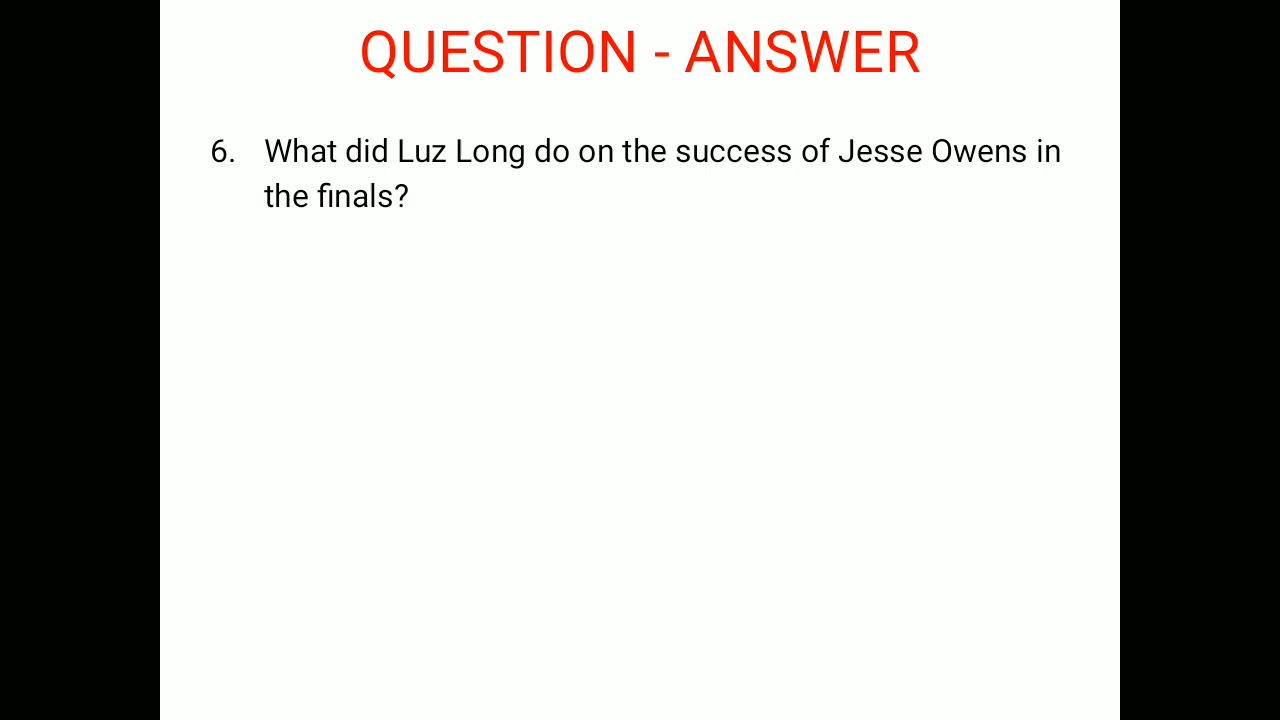 QUESTION - ANSWER
6. What did Luz Long do on the success of Jesse Owens in
the finals?